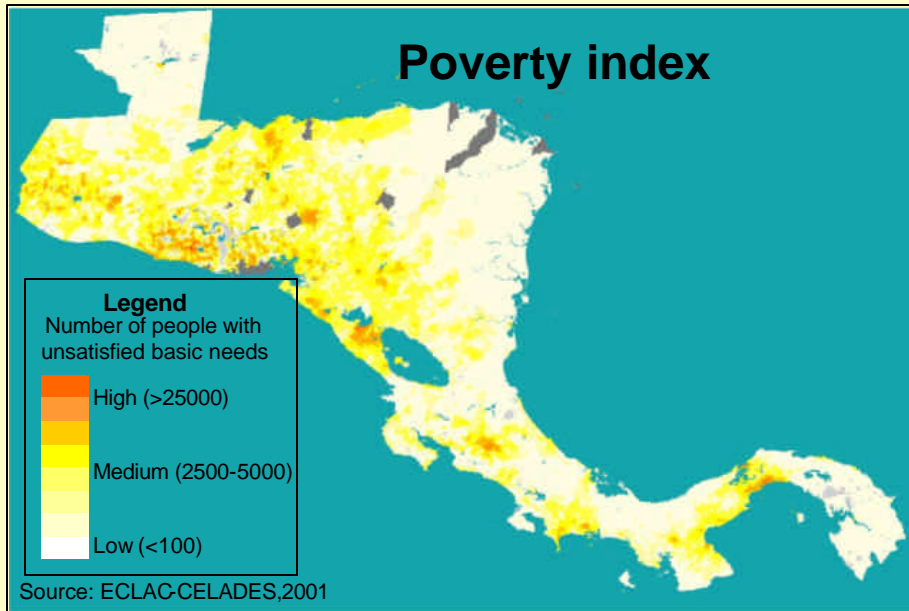 Poverty index
Legend
Number of people with
unsatisfied basic needs
High (>25000)
Medium (2500-5000)
Low (<100)
Source: ECLAC-CELADES,2001